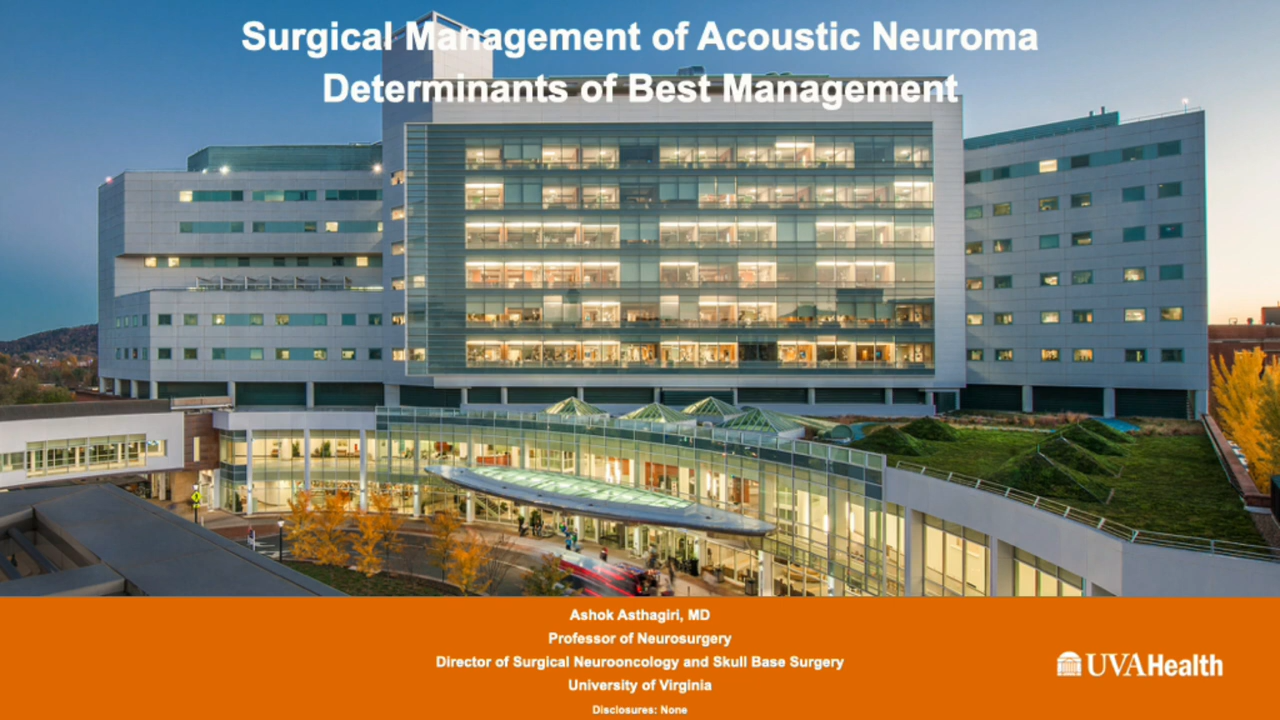 Surgical Management of Acoustic Neuroma
Determinants of Best Management
Ashok Asthagiri, MD
Professor of Neurosurgery
Director of Surgical Neurooncology and Skull Base Surgery
University of Virginia
Disclosures: None
UVAHealth